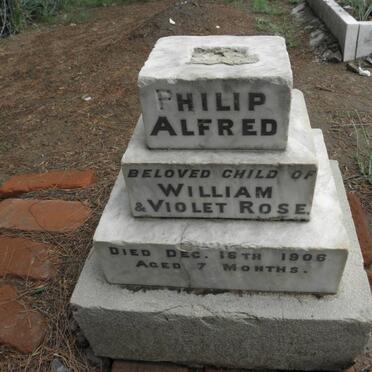 PHILIP
ALFRED
BELOVED CHILD OF
WILLIAM
& VIOLET ROSE.
DIED DEC. 16TH 1906
AGED 7 MONTHS.